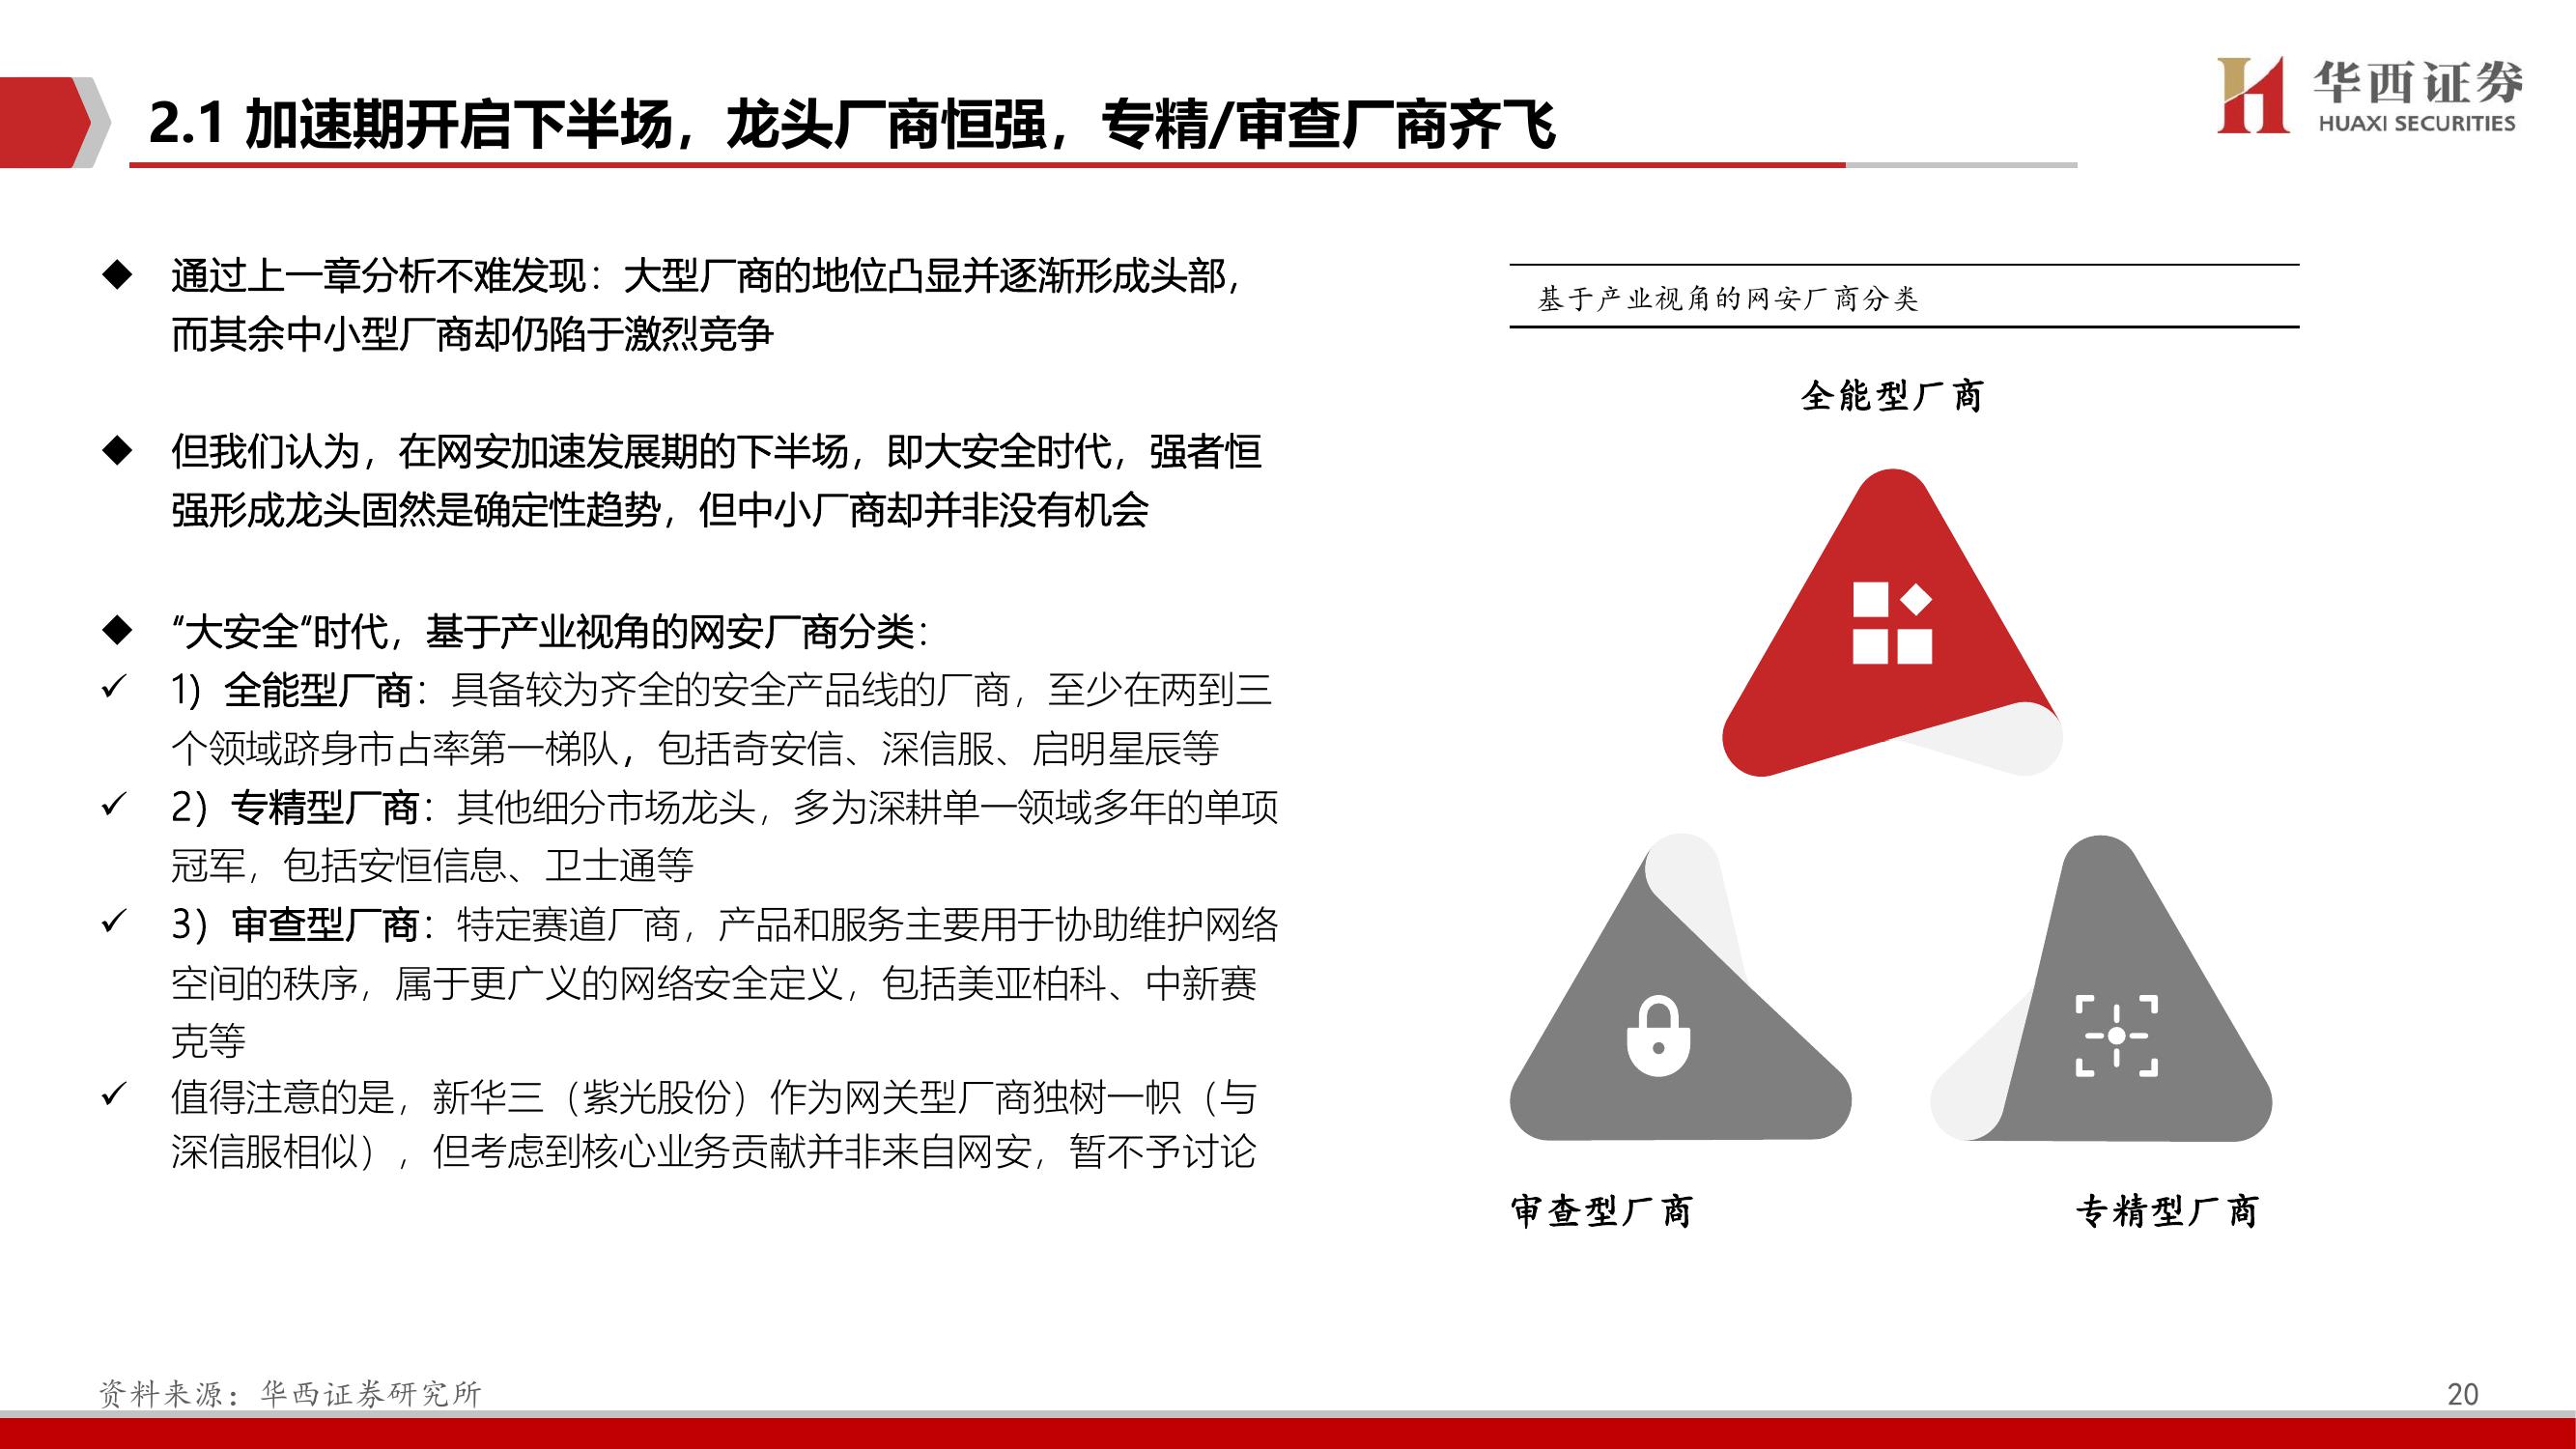 2.1 加速期开启下半场，龙头厂商恒强，专精/审查厂商齐飞
华西证券
HUAXI SECURITIES
通过上一章分析不难发现：大型厂商的地位凸显并逐渐形成头部，
而其余中小型厂商却仍陷于激烈竞争
但我们认为，在网安加速发展期的下半场，即大安全时代，强者恒
强形成龙头固然是确定性趋势，但中小厂商却并非没有机会
“大安全“时代，基于产业视角的网安厂商分类：
1）全能型厂商：具备较为齐全的安全产品线的厂商，至少在两到三
个领域跻身市占率第一梯队，包括奇安信、深信服、启明星辰等
2）专精型厂商：其他细分市场龙头，多为深耕单一领域多年的单项
冠军，包括安恒信息、卫士通等
3）审查型厂商：特定赛道厂商，产品和服务主要用于协助维护网络
空间的秩序，属于更广义的网络安全定义，包括美亚柏科、中新赛
克等
值得注意的是，新华三（紫光股份）作为网关型厂商独树一帜（与
深信服相似），但考虑到核心业务贡献并非来自网安，暂不予讨论
基于产业视角的网安厂商分类
全能型厂商
审查型厂商
专精型厂商
资料来源：华西证券研究所
20